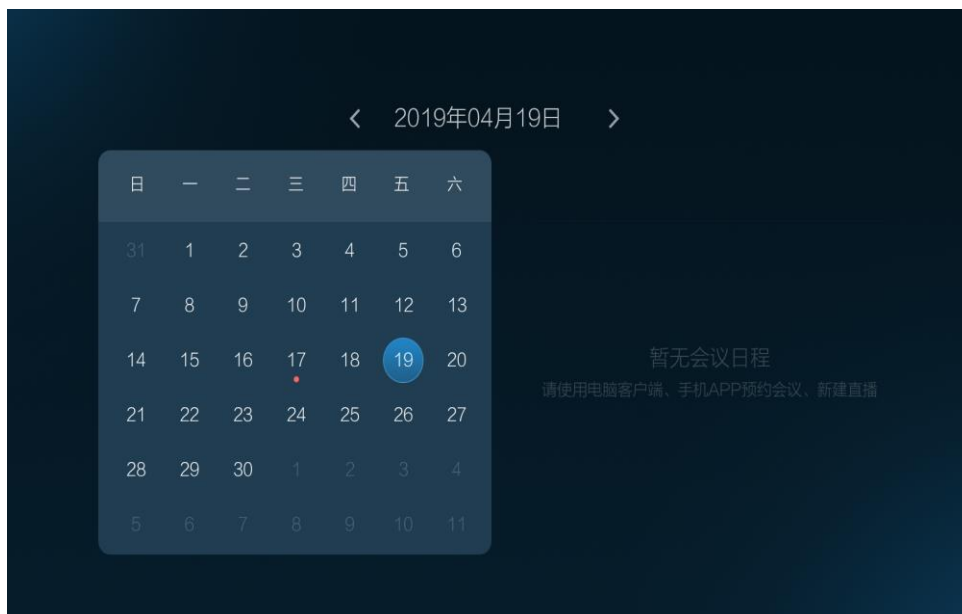 2019年04月19日
日 一 二 三 四 五 六
31 1 2 3 4 5 6
7 8 9 10 11 12 13
14 15 16 17 18 19 20
21 22 23 24 25 26 27
28 29 30 1 2 3 4
5 6 7 8 9 10 11
暂无会议日程
请使用电脑客户端、手机APP预约会议、新建直播